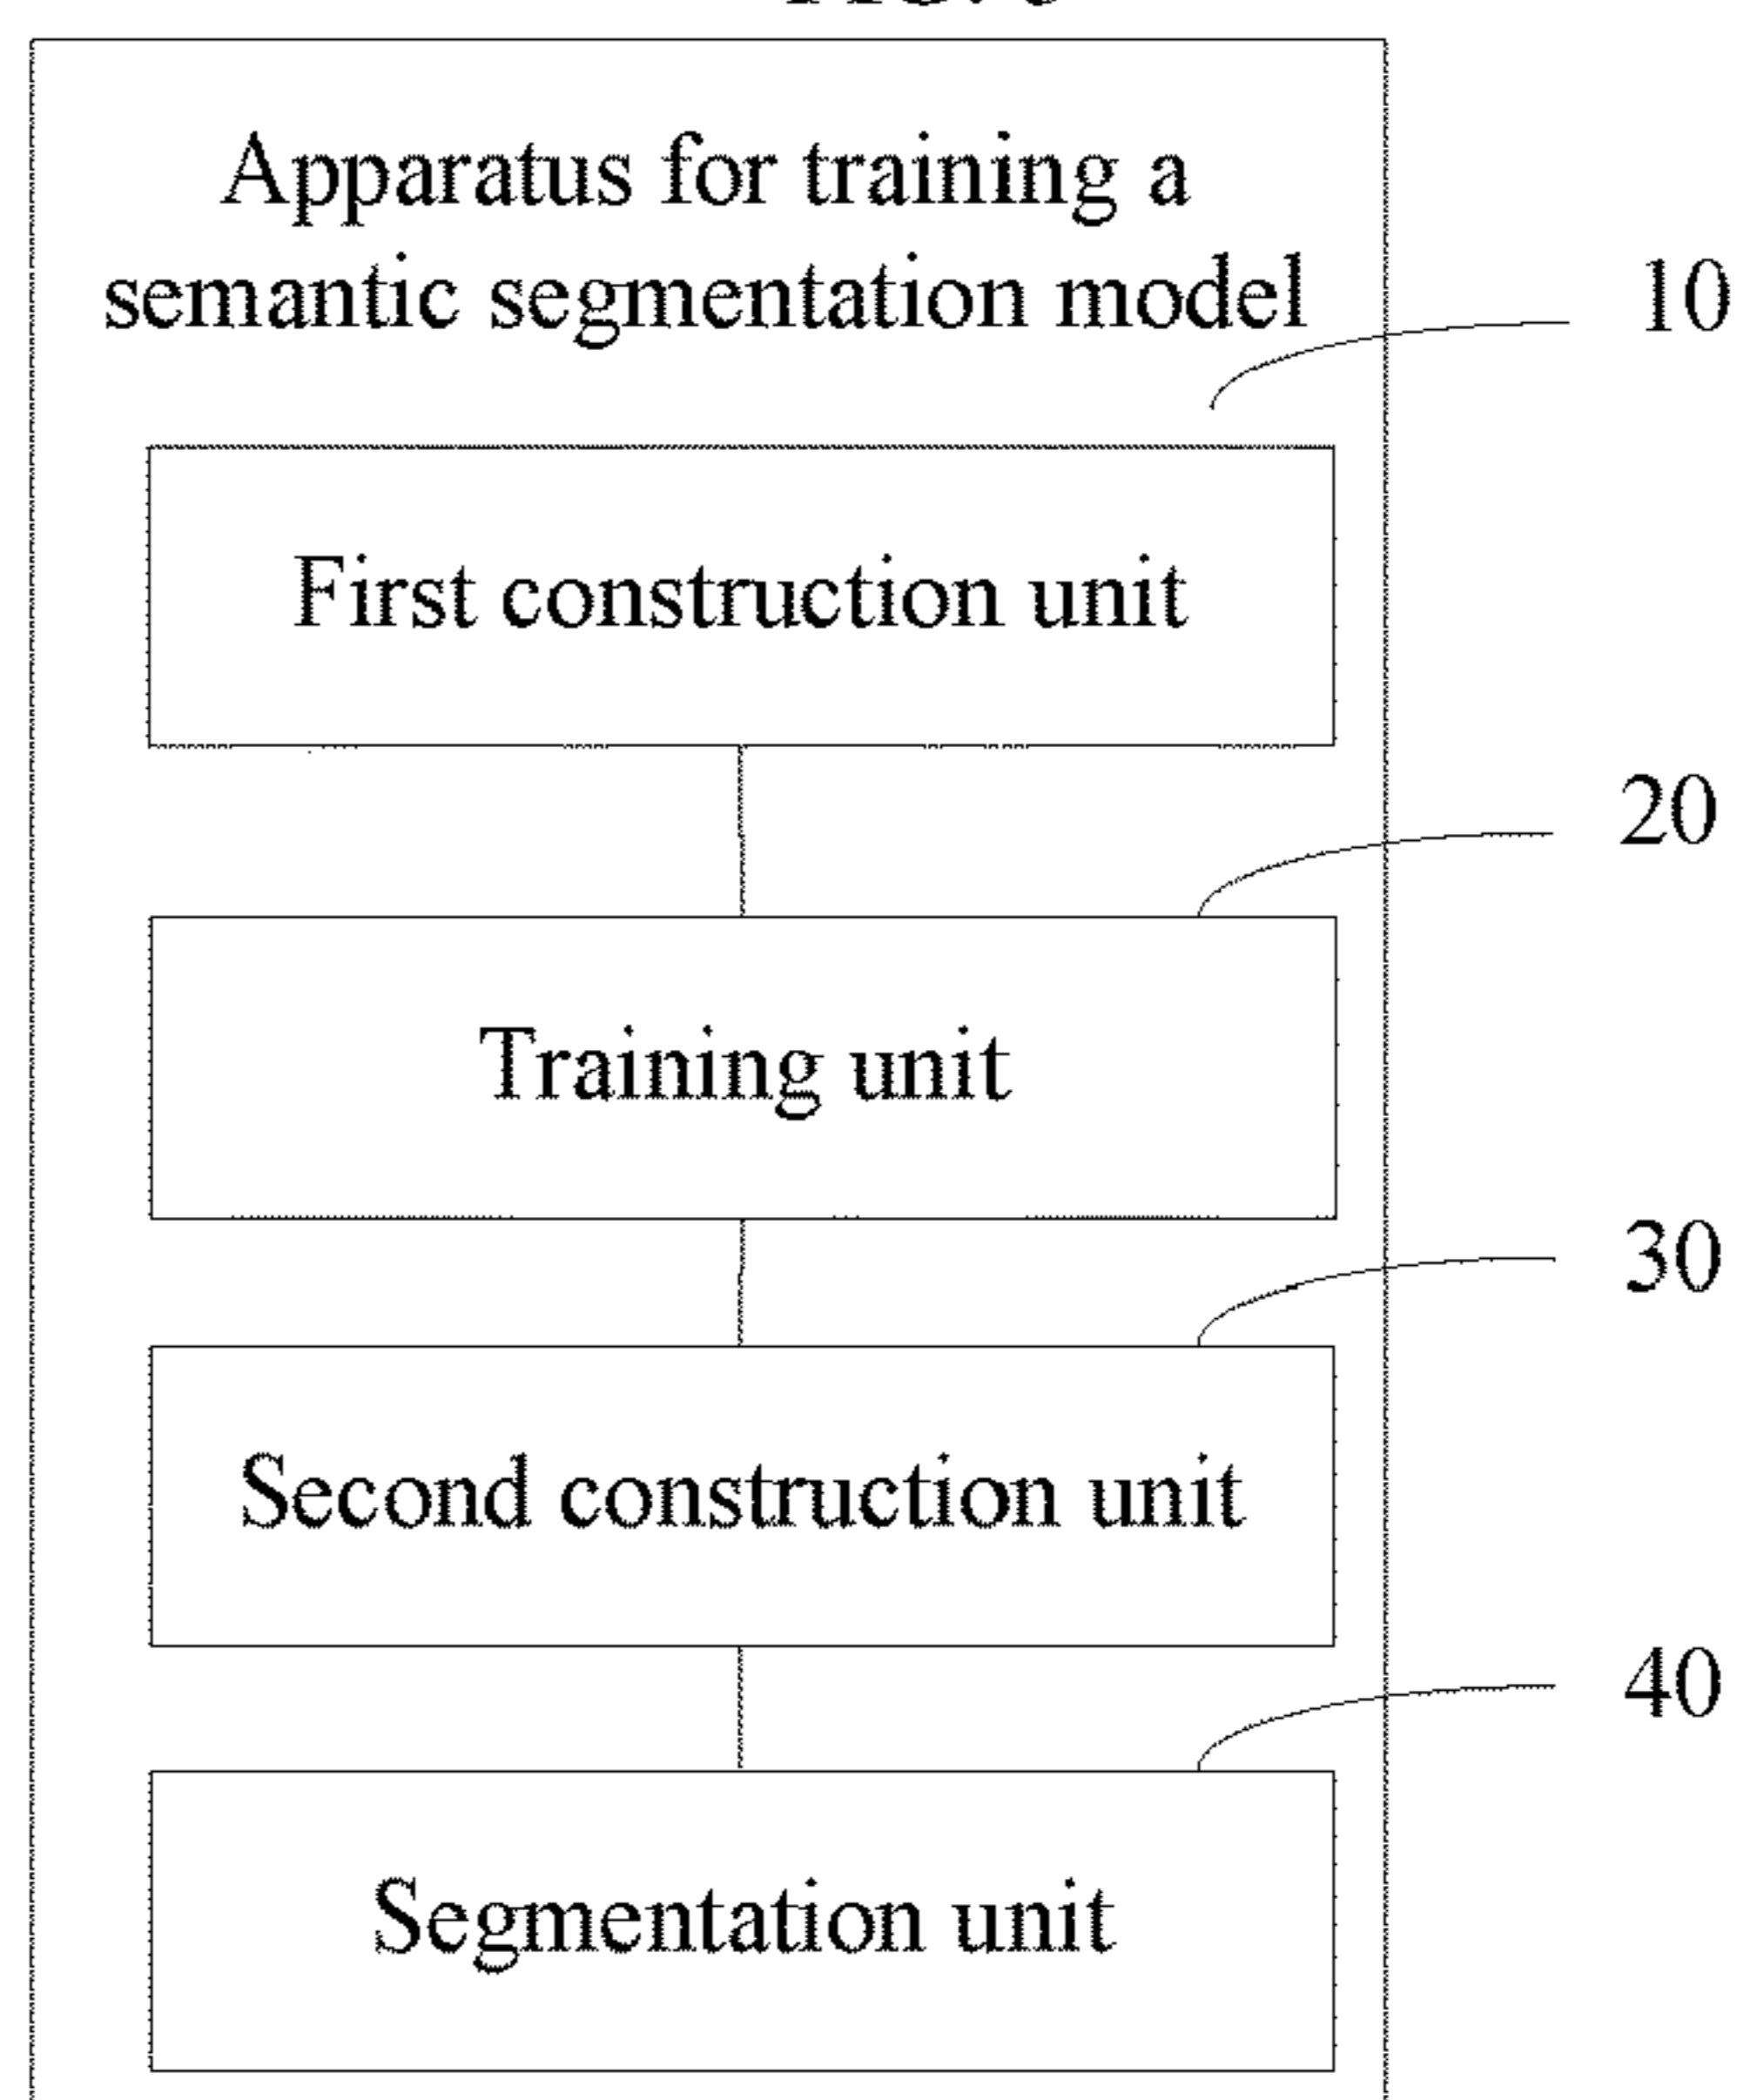 Apparatus for training a
semantic segmentation model
10
First construction unit
20
Training unit
30
Second construction unit
40
Segmentation unit